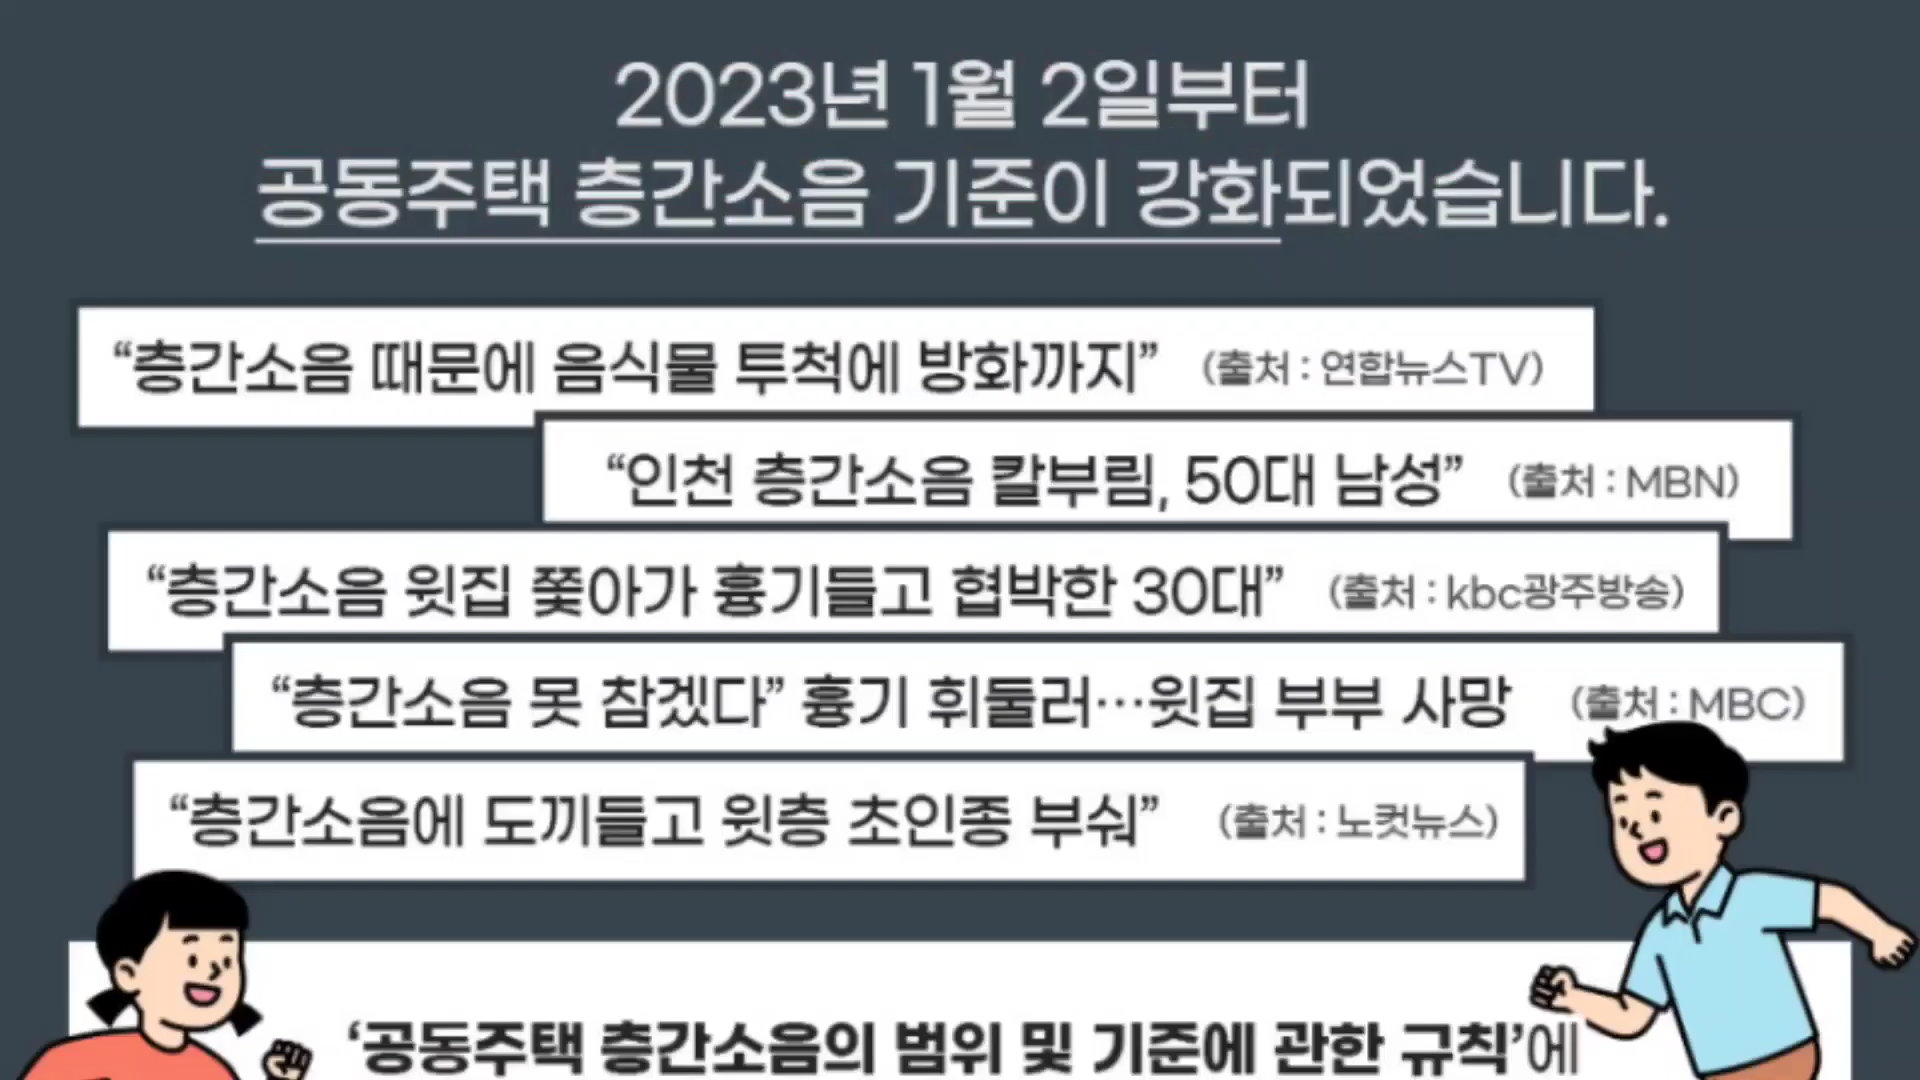 2023년 1월 2일부터
공동주택 층간소음 기준이 강화되었습니다.
“층간소음 때문에 음식물 투척에 방화까지” (출처 : 연합뉴스TV)
“인천 층간소음 칼부림, 50대 남성” (출처 : MBN)
“층간소음 윗집 쫓아가 흉기들고 협박한 30대” (출처 : kbc광주방송)
“층간소음 못 참겠다” 흉기 휘둘러…윗집 부부 사망 (출처 : MBC)
“층간소음에 도끼들고 윗층 초인종 부숴” (출처 : 노컷뉴스)
‘공동주택 층간소음의 범위 및 기준에 관한 규칙’에